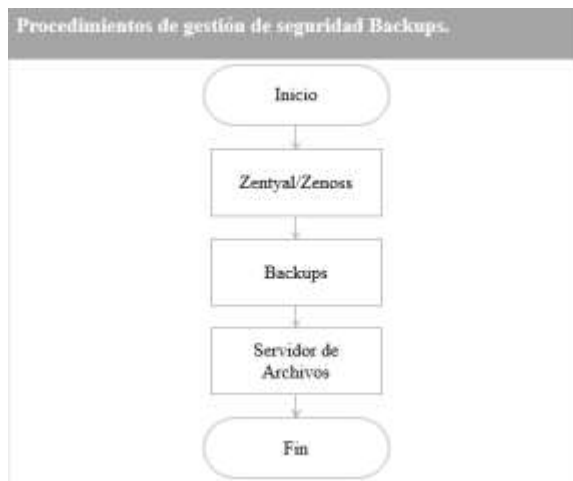 Procedimientos de gestión de seguridad Backups.
Inicio
Zentyal/Zenoss
Backups
Servidor de
Archivos
Fin